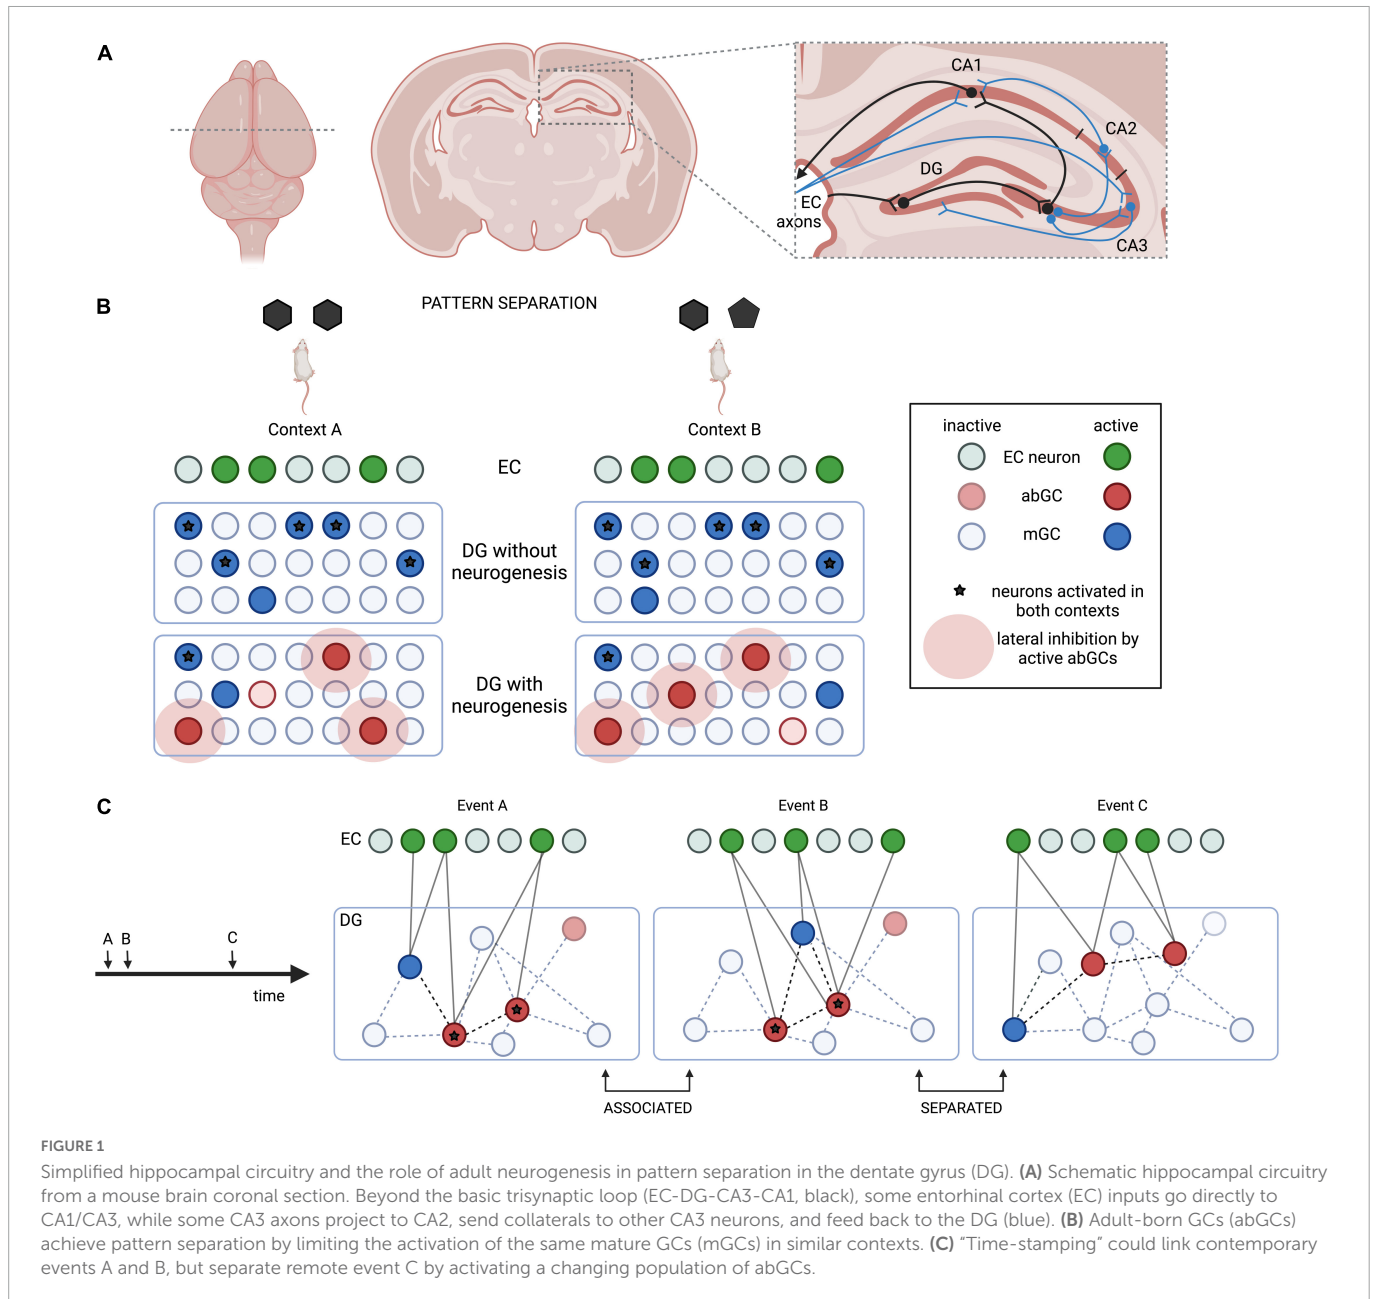 A
CA1
CA2
DG
EC
axons
CA3
B
PATTERN SEPARATION
Context A
Context B
EC
DG without
neurogenesis
DG with
neurogenesis
inactive
active
EC neuron
abGC
mGC
neurons activated in
both contexts
lateral inhibition by
active abGCs
C
Event A
Event B
Event C
EC
DG
A B C
time
ASSOCIATED
SEPARATED
FIGURE 1
Simplified hippocampal circuitry and the role of adult neurogenesis in pattern separation in the dentate gyrus (DG). (A) Schematic hippocampal circuitry
from a mouse brain coronal section. Beyond the basic trisynaptic loop (EC-DG-CA3-CA1, black), some entorhinal cortex (EC) inputs go directly to
CA1/CA3, while some CA3 axons project to CA2, send collaterals to other CA3 neurons, and feed back to the DG (blue). (B) Adult-born GCs (abGCs)
achieve pattern separation by limiting the activation of the same mature GCs (mGCs) in similar contexts. (C) “Time-stamping” could link contemporary
events A and B, but separate remote event C by activating a changing population of abGCs.